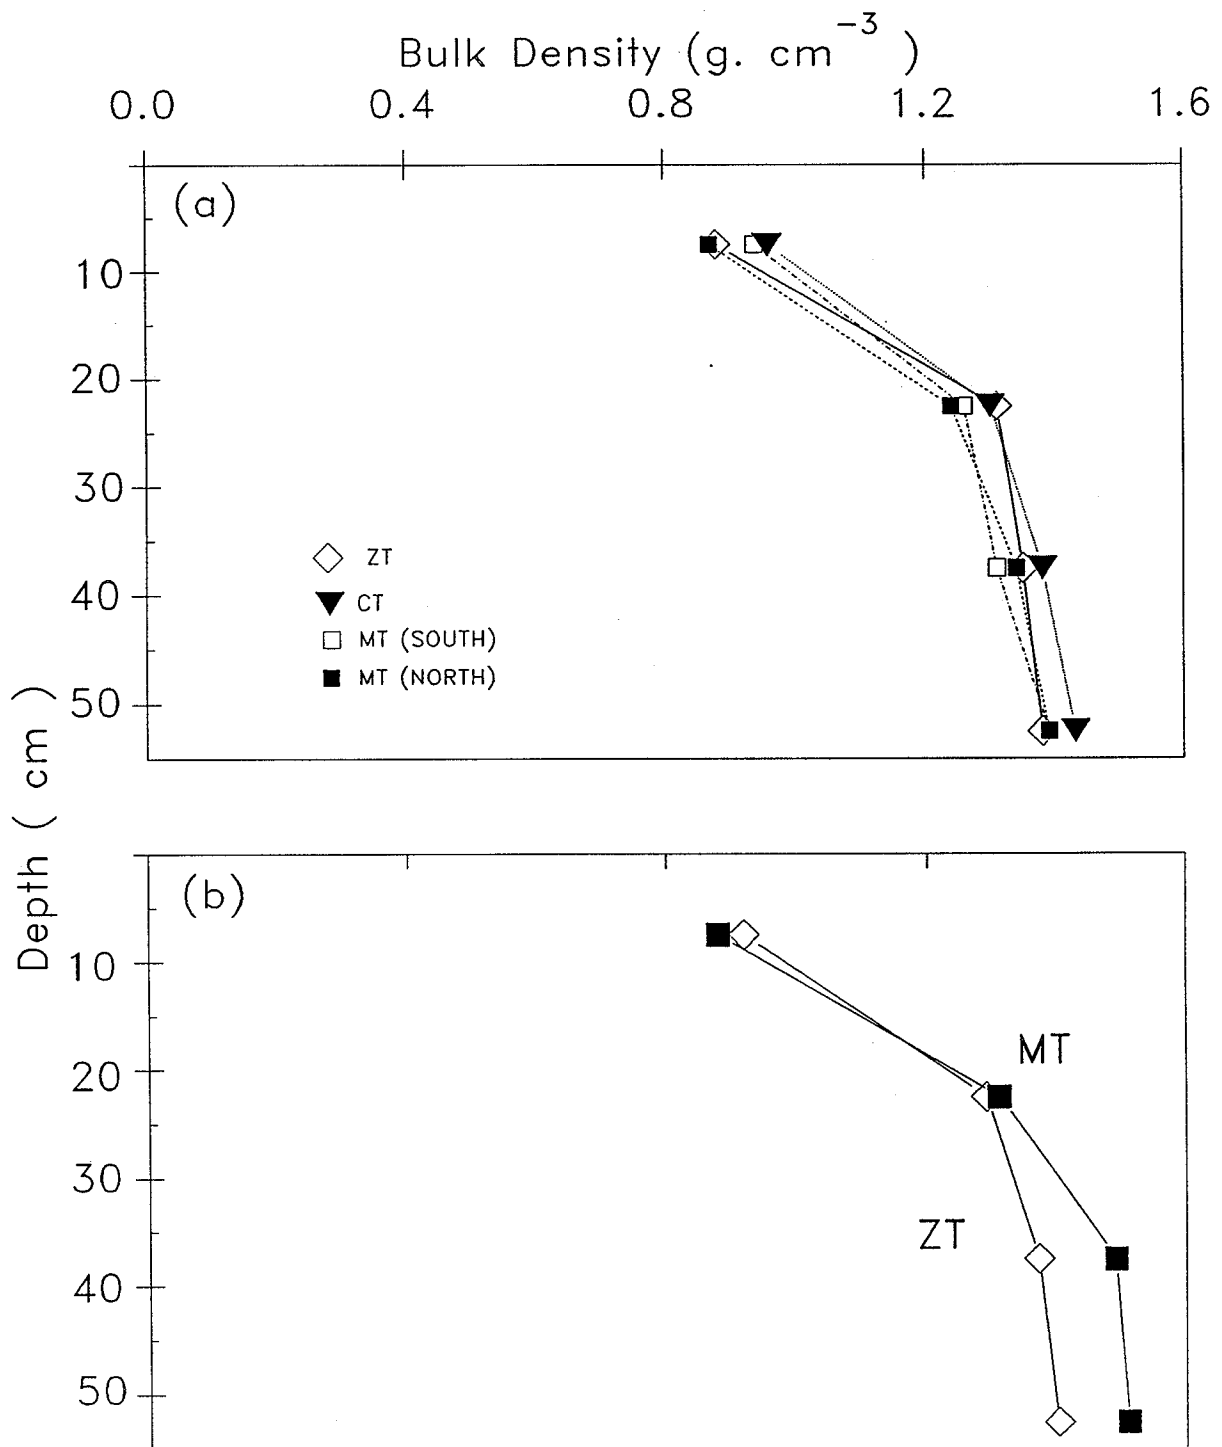 Bulk Density (g. cm⁻³ )
0.0 0.4 0.8 1.2 1.6
(a)
10
20
30
40
50
ZT
CT
MT (SOUTH)
MT (NORTH)
Depth ( cm )
(b)
10
20
30
40
50
MT
ZT